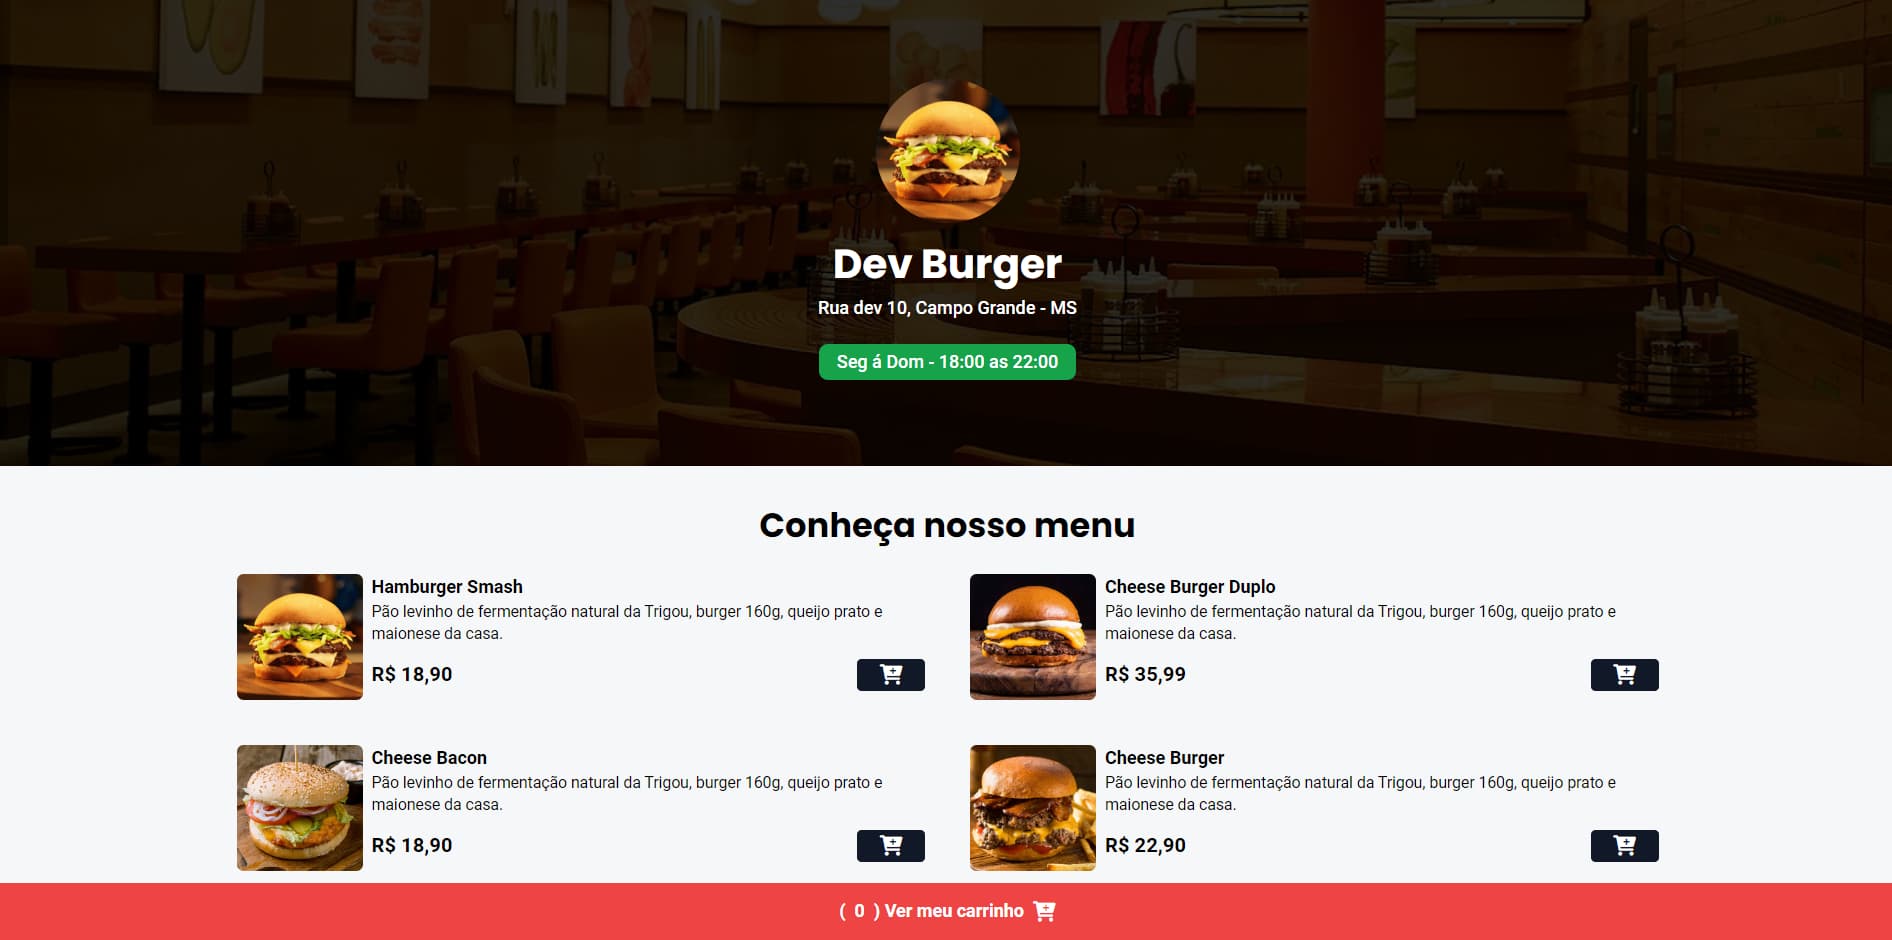 Dev Burger
Rua dev 10, Campo Grande - MS
Seg á Dom - 18:00 as 22:00
Conheça nosso menu
Hamburger Smash
Pão levinho de fermentação natural da Trigou, burger 160g, queijo prato e
maionese da casa.
R$ 18,90
Cheese Burger Duplo
Pão levinho de fermentação natural da Trigou, burger 160g, queijo prato e
maionese da casa.
R$ 35,99
Cheese Bacon
Pão levinho de fermentação natural da Trigou, burger 160g, queijo prato e
maionese da casa.
R$ 18,90
Cheese Burger
Pão levinho de fermentação natural da Trigou, burger 160g, queijo prato e
maionese da casa.
R$ 22,90
( 0 ) Ver meu carrinho